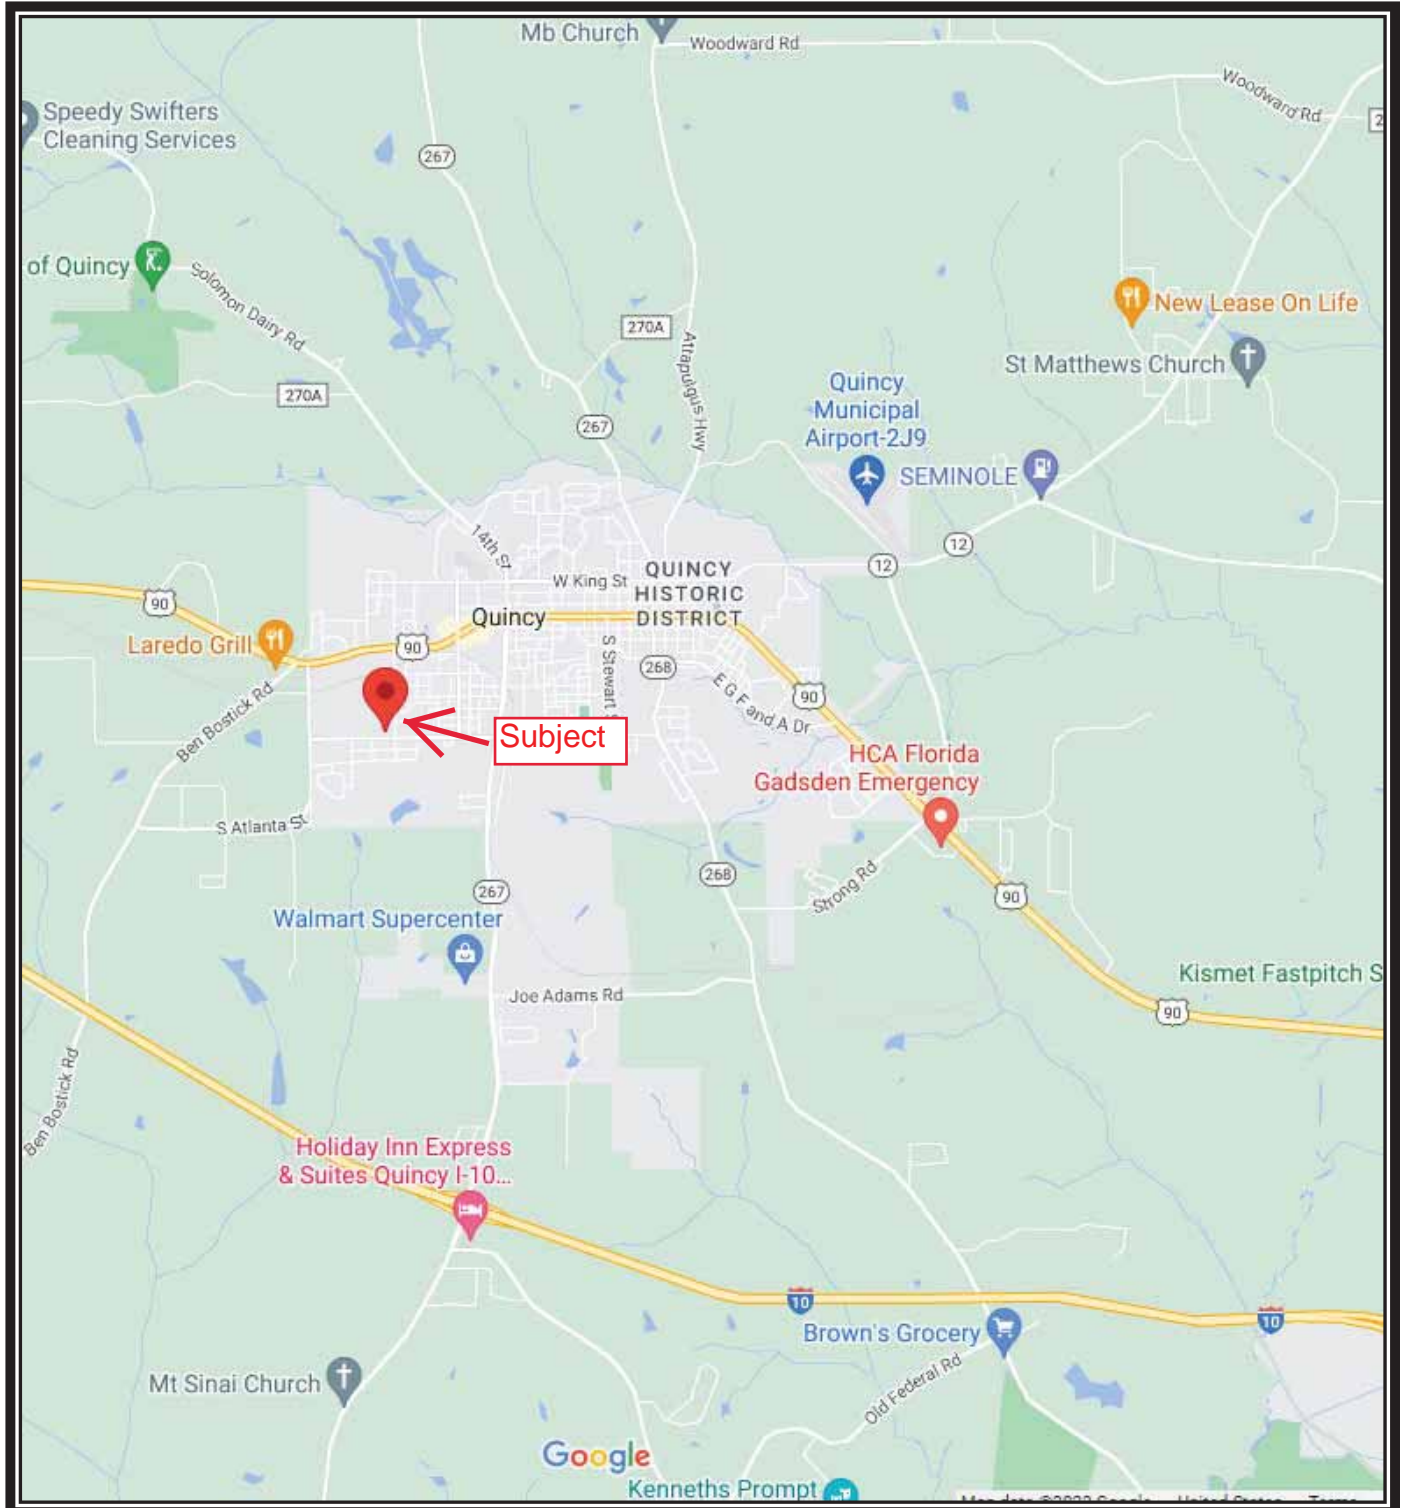 Mb Church
Woodward Rd
Woodward Rd
Speedy Swifters
Cleaning Services
2
267
of Quincy
Solomon Dairy Rd
270A
Attapulgus Hwy
New Lease On Life
St Matthews Church
270A
267
Quincy
Municipal
Airport-2J9
SEMINOLE
14th St
12
12
W King St
QUINCY
HISTORIC
DISTRICT
90
Quincy
Laredo Grill
90
S Stewart
268
E G F and A Dr
90
Ben Bostick Rd
Subject
HCA Florida
Gadsden Emergency
S Atlanta St
268
Strong Rd
267
90
Walmart Supercenter
Kismet Fastpitch S
Joe Adams Rd
90
Ben Bostick Rd
Holiday Inn Express
& Suites Quincy I-10...
10
10
Brown's Grocery
Old Federal Rd
Mt Sinai Church
Google
Kenneths Prompt